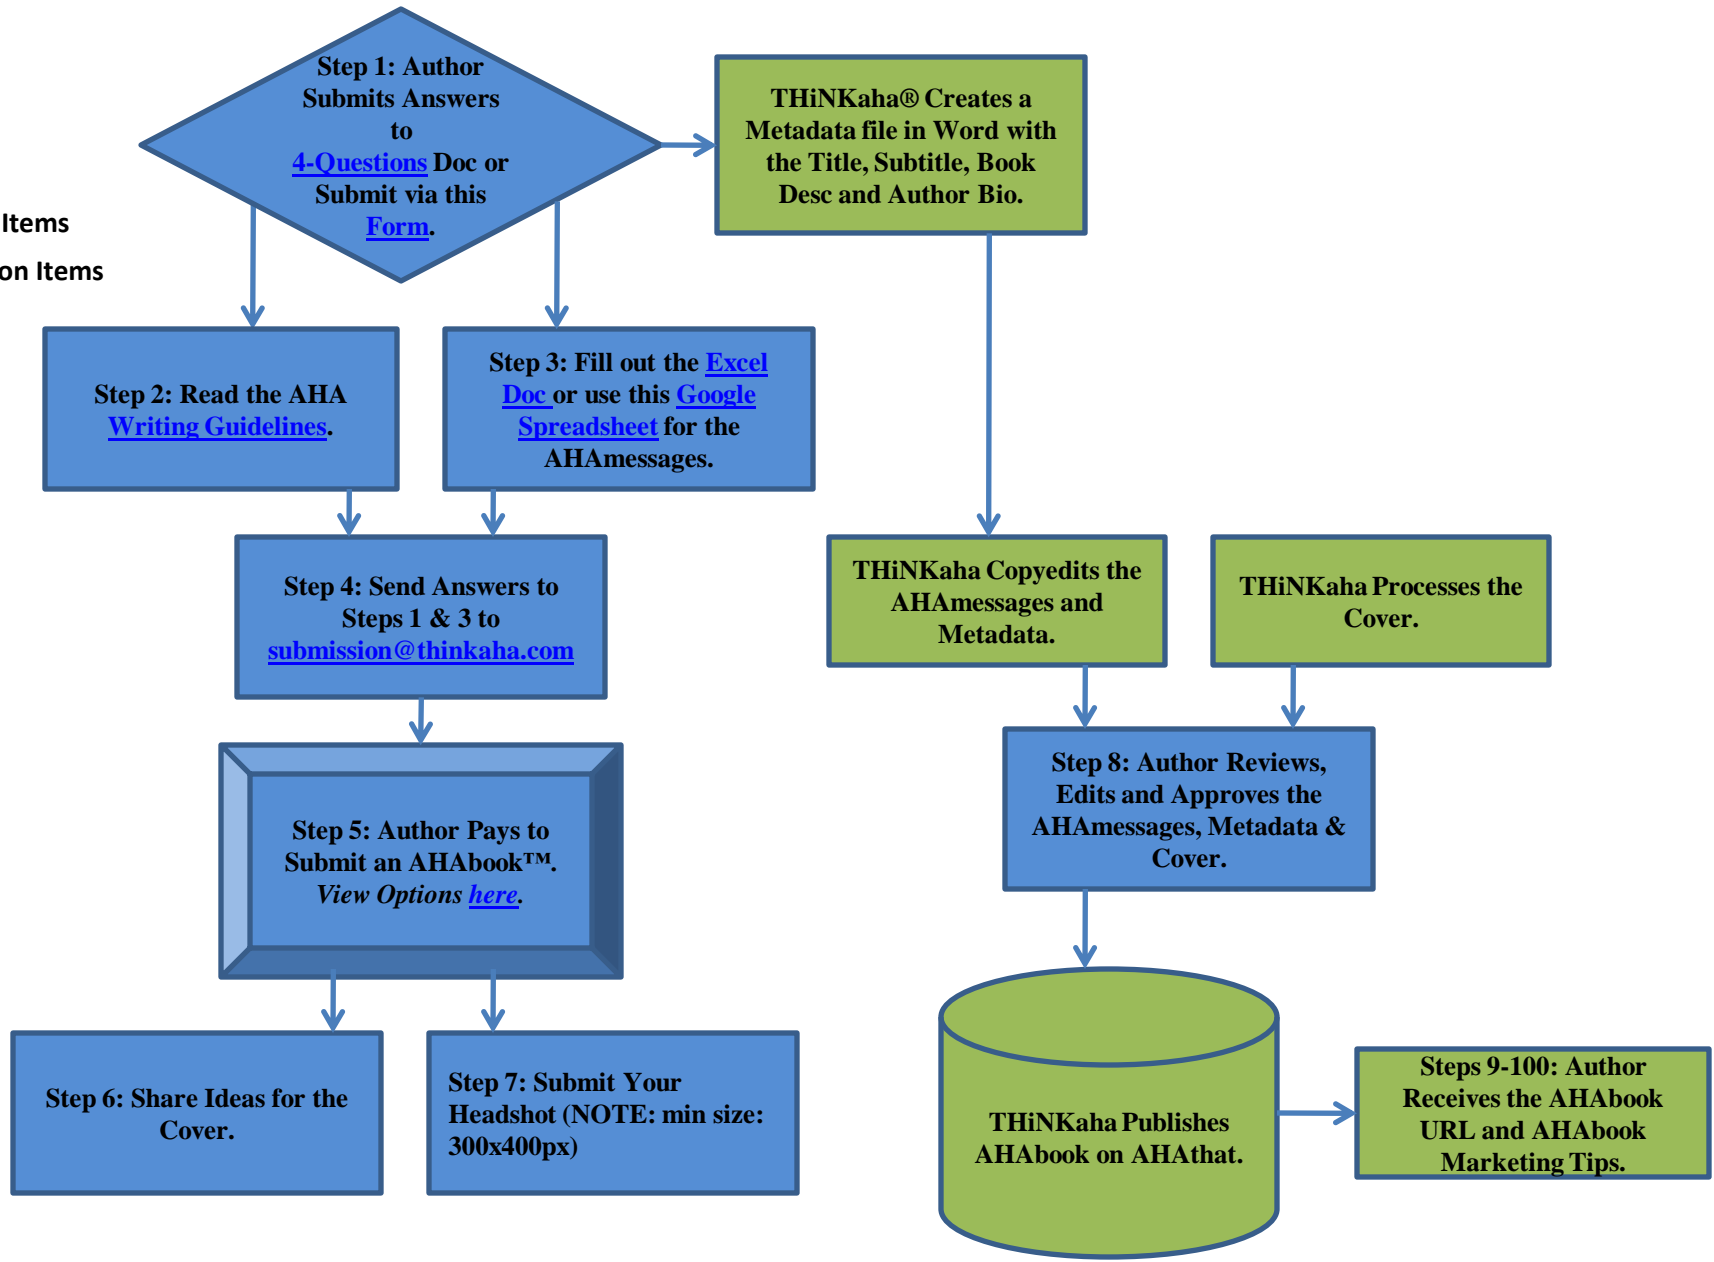 Step 1: Author
Submits Answers
to
4-Questions Doc or
Submit via this
Form.
THiNKaha® Creates a
Metadata file in Word with
the Title, Subtitle, Book
Desc and Author Bio.
Items
on Items
Step 2: Read the AHA
Writing Guidelines.
Step 3: Fill out the Excel
Doc or use this Google
Spreadsheet for the
AHAmessages.
Step 4: Send Answers to
Steps 1 & 3 to
submission@thinkaha.com
THiNKaha Copyedits the
AHAmessages and
Metadata.
THiNKaha Processes the
Cover.
Step 5: Author Pays to
Submit an AHAbook™.
View Options here.
Step 8: Author Reviews,
Edits and Approves the
AHAmessages, Metadata &
Cover.
Step 6: Share Ideas for the
Cover.
Step 7: Submit Your
Headshot (NOTE: min size:
300x400px)
THiNKaha Publishes
AHAbook on AHAthat.
Steps 9-100: Author
Receives the AHAbook
URL and AHAbook
Marketing Tips.